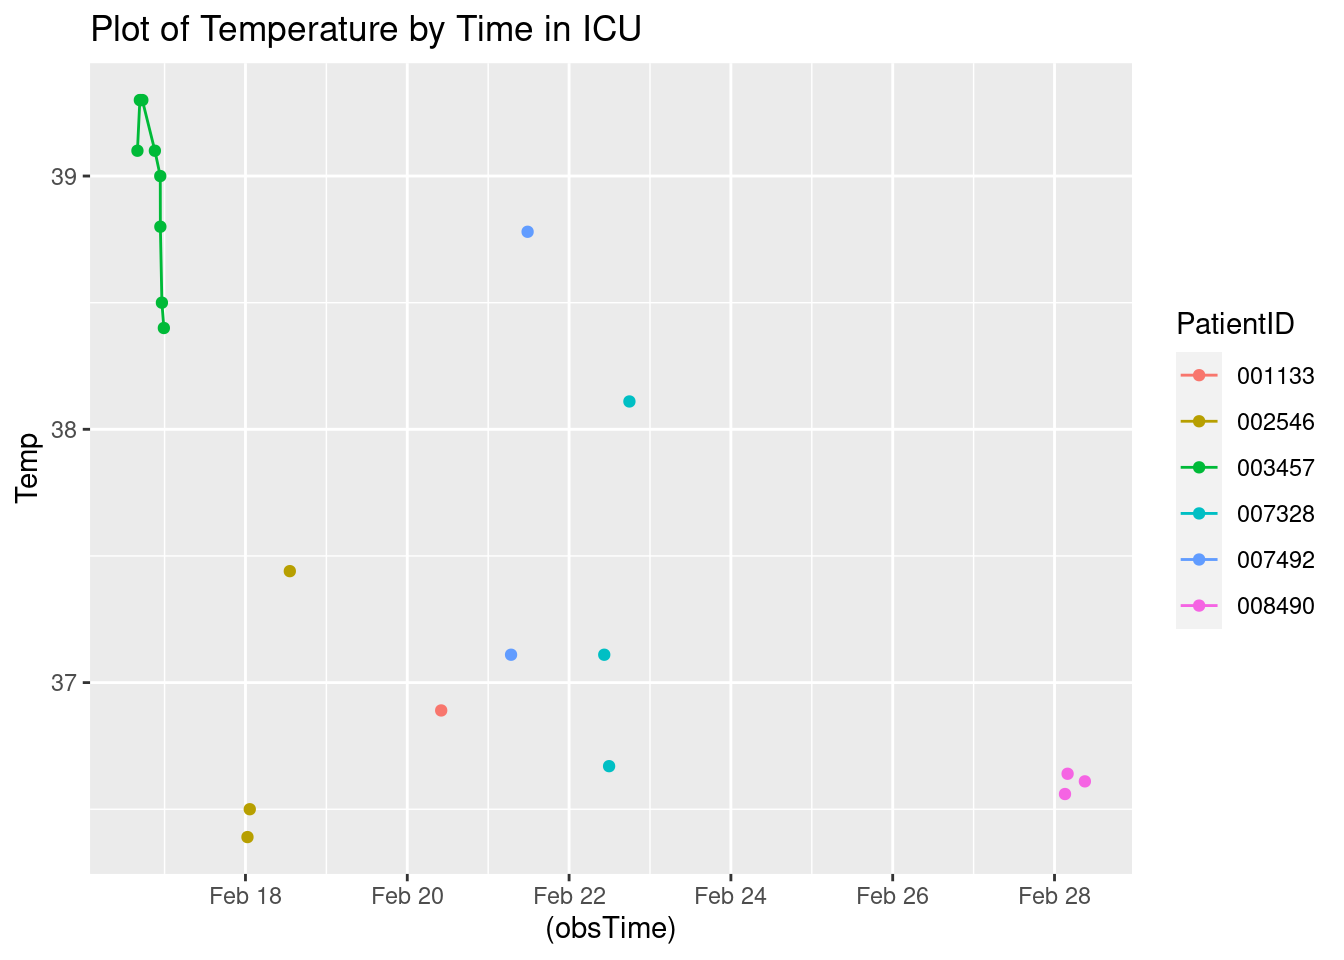 Plot of Temperature by Time in ICU
39
38
37
Temp
Feb 18
Feb 20
Feb 22
Feb 24
Feb 26
Feb 28
(obsTime)
PatientID
001133
002546
003457
007328
007492
008490